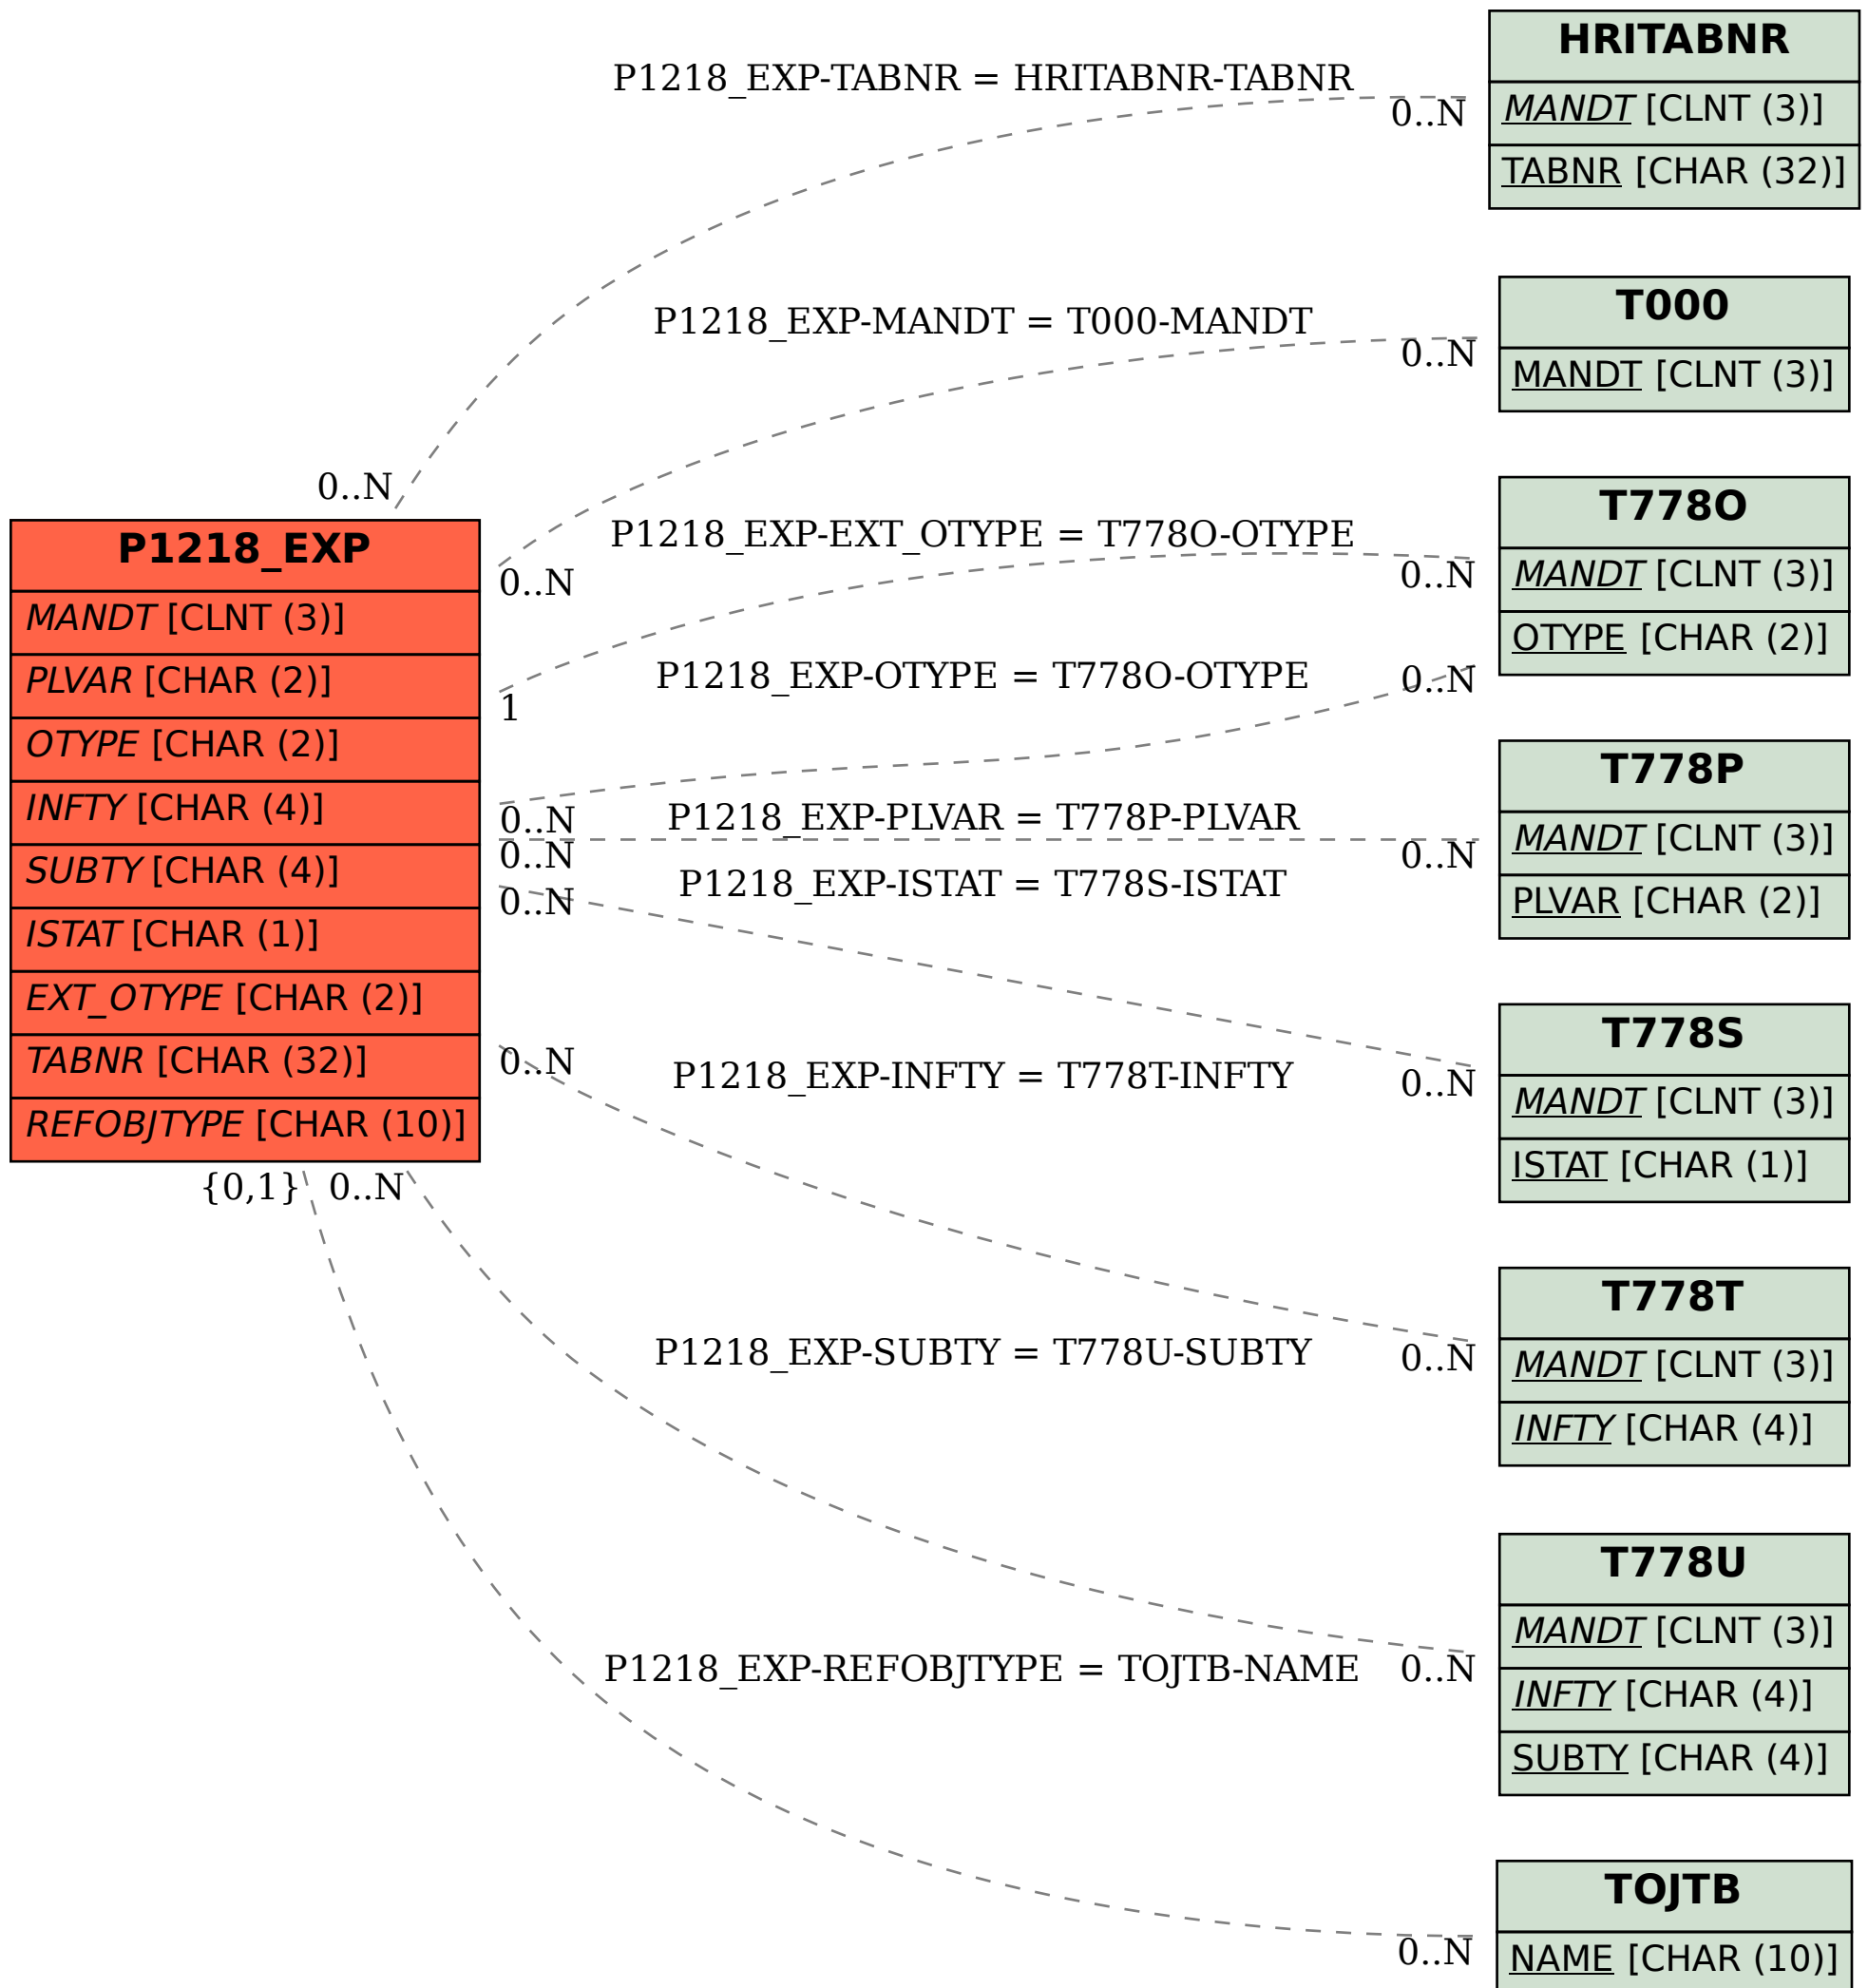 HRITABNR
MANDT [CLNT (3)]
TABNR [CHAR (32)]
P1218_EXP-TABNR = HRITABNR-TABNR
0..N
0..N
T000
MANDT [CLNT (3)]
P1218_EXP-MANDT = T000-MANDT
0..N
0..N
T778O
MANDT [CLNT (3)]
OTYPE [CHAR (2)]
P1218_EXP-EXT_OTYPE = T778O-OTYPE
0..N
1
P1218_EXP-OTYPE = T778O-OTYPE
0..N
0..N
P1218_EXP
MANDT [CLNT (3)]
PLVAR [CHAR (2)]
OTYPE [CHAR (2)]
INFTY [CHAR (4)]
SUBTY [CHAR (4)]
ISTAT [CHAR (1)]
EXT_OTYPE [CHAR (2)]
TABNR [CHAR (32)]
REFOBJTYPE [CHAR (10)]
T778P
MANDT [CLNT (3)]
PLVAR [CHAR (2)]
P1218_EXP-PLVAR = T778P-PLVAR
0..N
0..N
P1218_EXP-ISTAT = T778S-ISTAT
0..N
0..N
T778S
MANDT [CLNT (3)]
ISTAT [CHAR (1)]
P1218_EXP-INFTY = T778T-INFTY
0..N
0..N
T778T
MANDT [CLNT (3)]
INFTY [CHAR (4)]
{0,1}
0..N
P1218_EXP-SUBTY = T778U-SUBTY
0..N
T778U
MANDT [CLNT (3)]
INFTY [CHAR (4)]
SUBTY [CHAR (4)]
P1218_EXP-REFOBJTYPE = TOJTB-NAME
0..N
TOJTB
NAME [CHAR (10)]